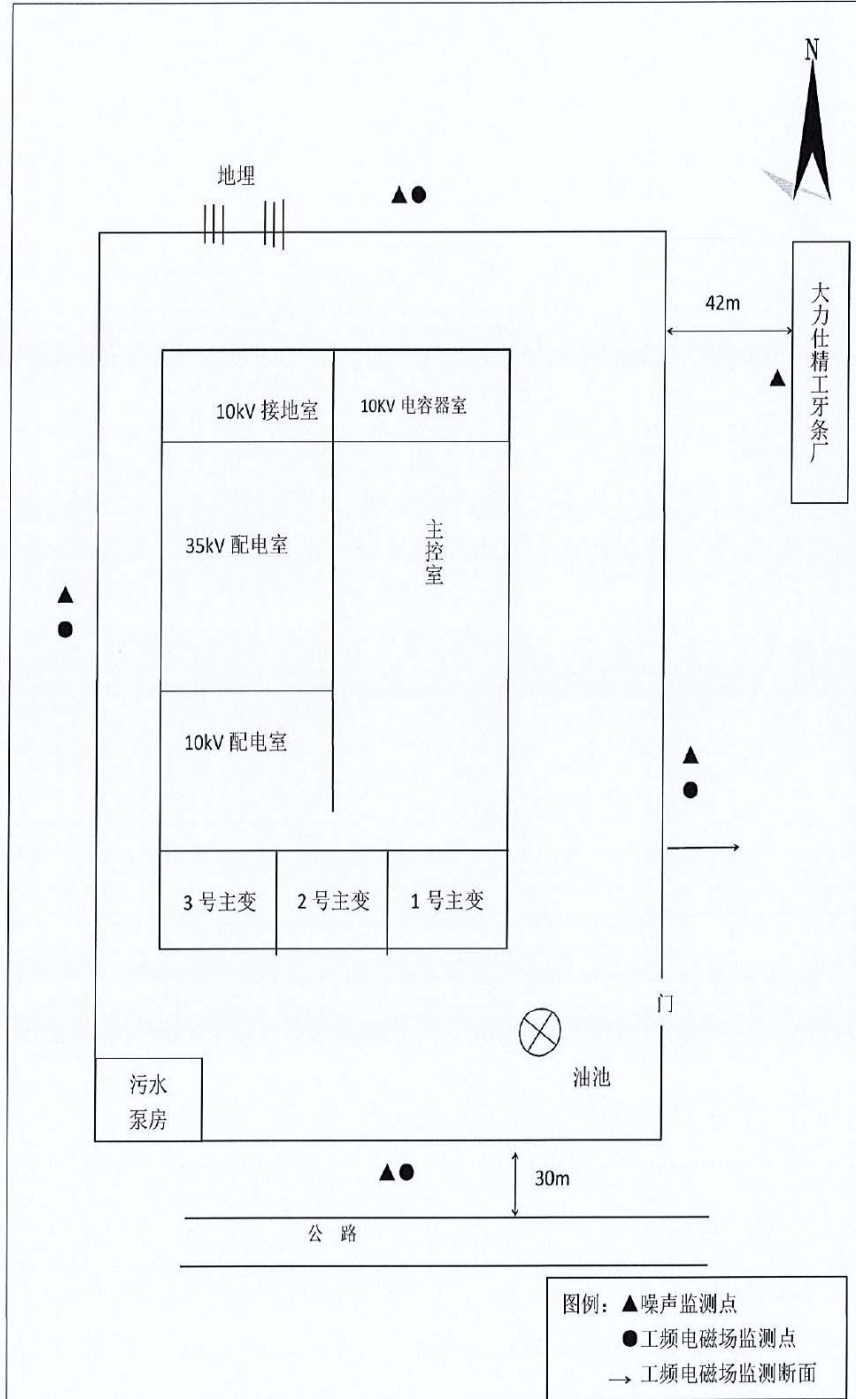 N
地埋
42m
大力仕精工牙条厂
10kV 接地室
10KV 电容器室
35kV 配电室
主控室
10kV 配电室
3 号主变
2 号主变
1 号主变
门
油池
污水
泵房
30m
公 路
图例：▲噪声监测点
●工频电磁场监测点
→ 工频电磁场监测断面